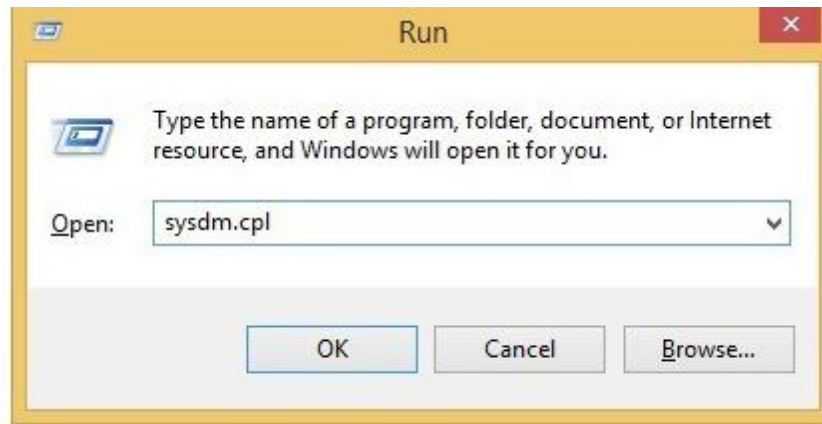 Run
Type the name of a program, folder, document, or Internet
resource, and Windows will open it for you.
Open: sysdm.cpl
OK Cancel Browse...